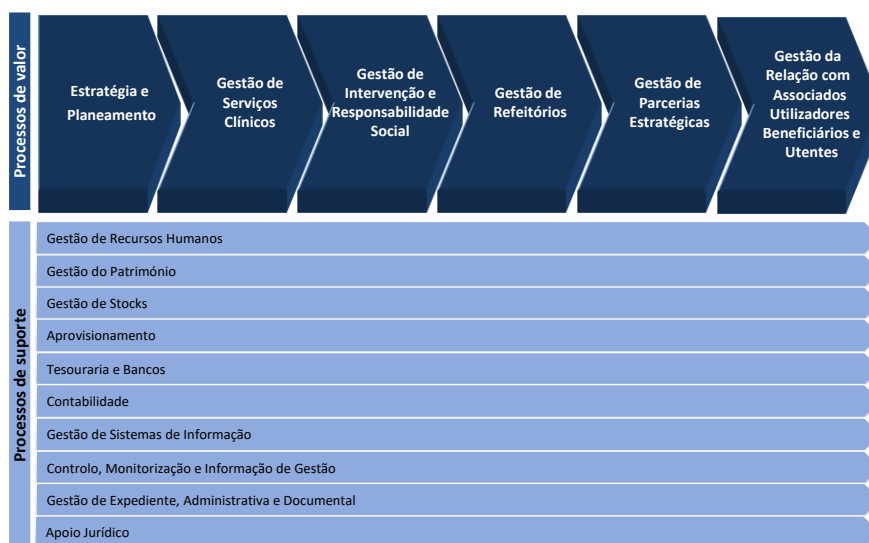 Processos de valor
Estratégia e
Planeamento
Gestão de
Serviços
Clínicos
Gestão de
Intervenção e
Responsabilidade
Social
Gestão de
Refeitórios
Gestão de
Parcerias
Estratégicas
Gestão da
Relação com
Associados
Utilizadores
Beneficiários e
Utentes
Processos de suporte
Gestão de Recursos Humanos
Gestão do Património
Gestão de Stocks
Aprovisionamento
Tesouraria e Bancos
Contabilidade
Gestão de Sistemas de Informação
Controlo, Monitorização e Informação de Gestão
Gestão de Expediente, Administrativa e Documental
Apoio Jurídico